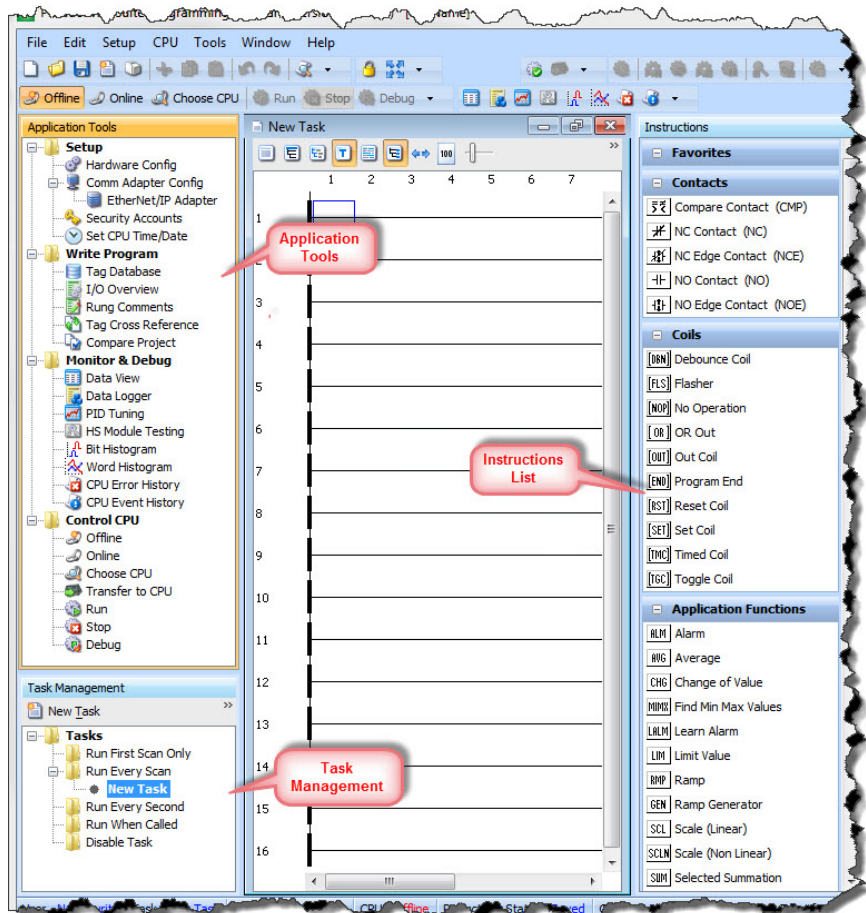 File Edit Setup CPU Tools Window Help
Offline Online Choose CPU Run Stop Debug
Application Tools
Setup
Hardware Config
Comm Adapter Config
EtherNet/IP Adapter
Security Accounts
Set CPU Time/Date
Write Program
Tag Database
I/O Overview
Rung Comments
Tag Cross Reference
Compare Project
Monitor & Debug
Data View
Data Logger
PID Tuning
HS Module Testing
Bit Histogram
Word Histogram
CPU Error History
CPU Event History
Control CPU
Offline
Online
Choose CPU
Transfer to CPU
Run
Stop
Debug
Task Management
New Task
Tasks
Run First Scan Only
Run Every Scan
New Task
Run Every Second
Run When Called
Disable Task
New Task
T 100
1 2 3 4 5 6 7
1
2
3
4
5
6
7
8
9
10
11
12
13
14
15
16
Application
Tools
Instructions
List
Task
Management
Instructions
Favorites
Contacts
Compare Contact (CMP)
NC Contact (NC)
NC Edge Contact (NCE)
NO Contact (NO)
NO Edge Contact (NOE)
Coils
[DBN] Debounce Coil
[FLS] Flasher
[NOP] No Operation
[OR] OR Out
[OUT] Out Coil
[END] Program End
[RST] Reset Coil
[SET] Set Coil
[TMC] Timed Coil
[TGC] Toggle Coil
Application Functions
ALM Alarm
AVG Average
CHG Change of Value
MIMX Find Min Max Values
LALM Learn Alarm
LIM Limit Value
RMP Ramp
GEN Ramp Generator
SCL Scale (Linear)
SCLN Scale (Non Linear)
SUM Selected Summation